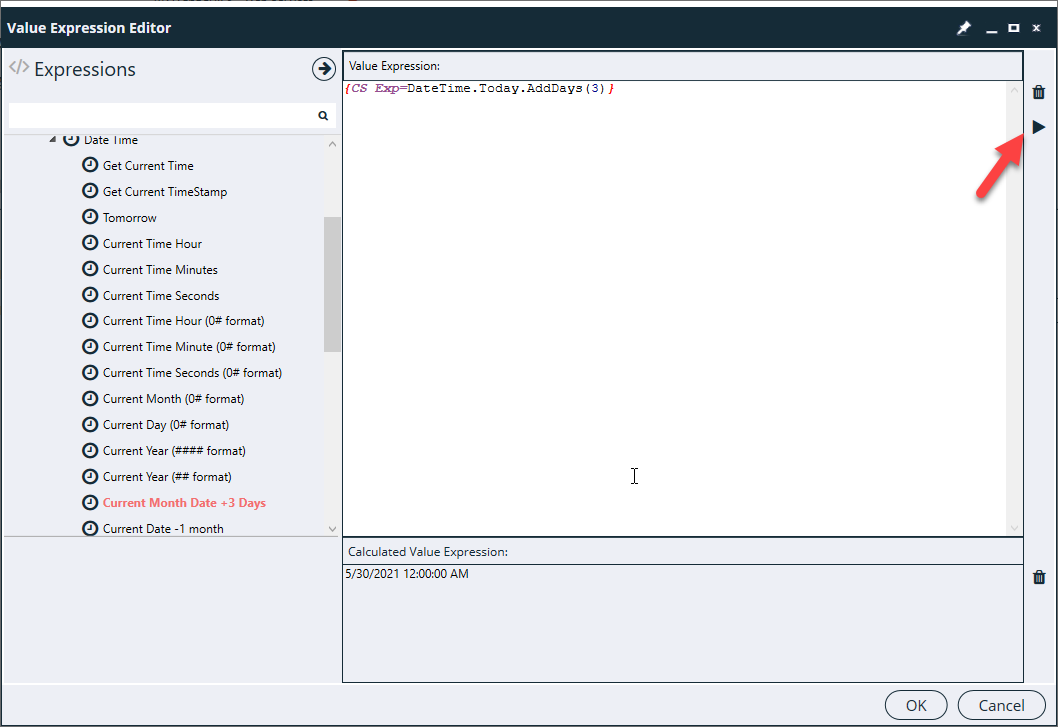 Value Expression Editor
</> Expressions
Date Time
Get Current Time
Get Current TimeStamp
Tomorrow
Current Time Hour
Current Time Minutes
Current Time Seconds
Current Time Hour (0# format)
Current Time Minute (0# format)
Current Time Seconds (0# format)
Current Month (0# format)
Current Day (0# format)
Current Year (#### format)
Current Year (## format)
Current Month Date +3 Days
Current Date -1 month
Value Expression:
{CS Exp=DateTime.Today.AddDays(3)}
Calculated Value Expression:
5/30/2021 12:00:00 AM
OK
Cancel